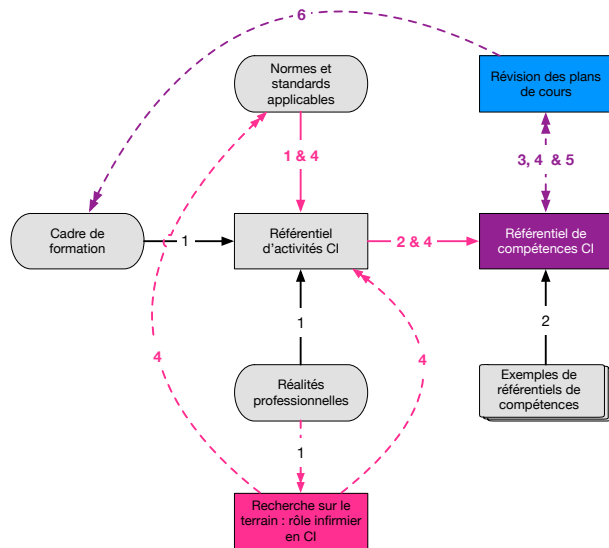 6
Normes et
standards
applicables
Révision des plans
de cours
1 & 4
3, 4 & 5
Cadre de
formation
1
Référentiel
d'activités CI
2 & 4
Référentiel de
compétences CI
1
2
4
4
Réalités
professionnelles
Exemples de
référentiels de
compétences
1
Recherche sur le
terrain : rôle infirmier
en CI